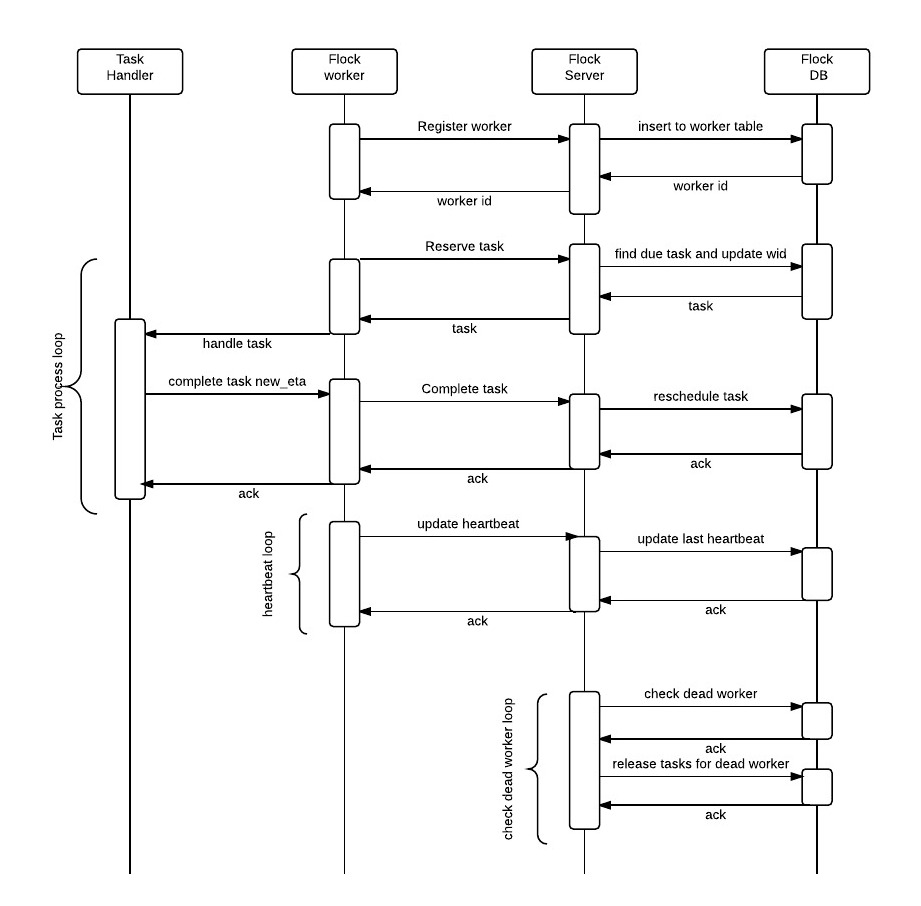 Task
Handler
Flock
worker
Flock
Server
Flock
DB
Register worker
insert to worker table
worker id
worker id
Reserve task
find due task and update wid
task
task
handle task
Task process loop
complete task new_eta
Complete task
reschedule task
ack
ack
ack
heartbeat loop
update heartbeat
update last heartbeat
ack
ack
check dead worker loop
check dead worker
ack
release tasks for dead worker
ack